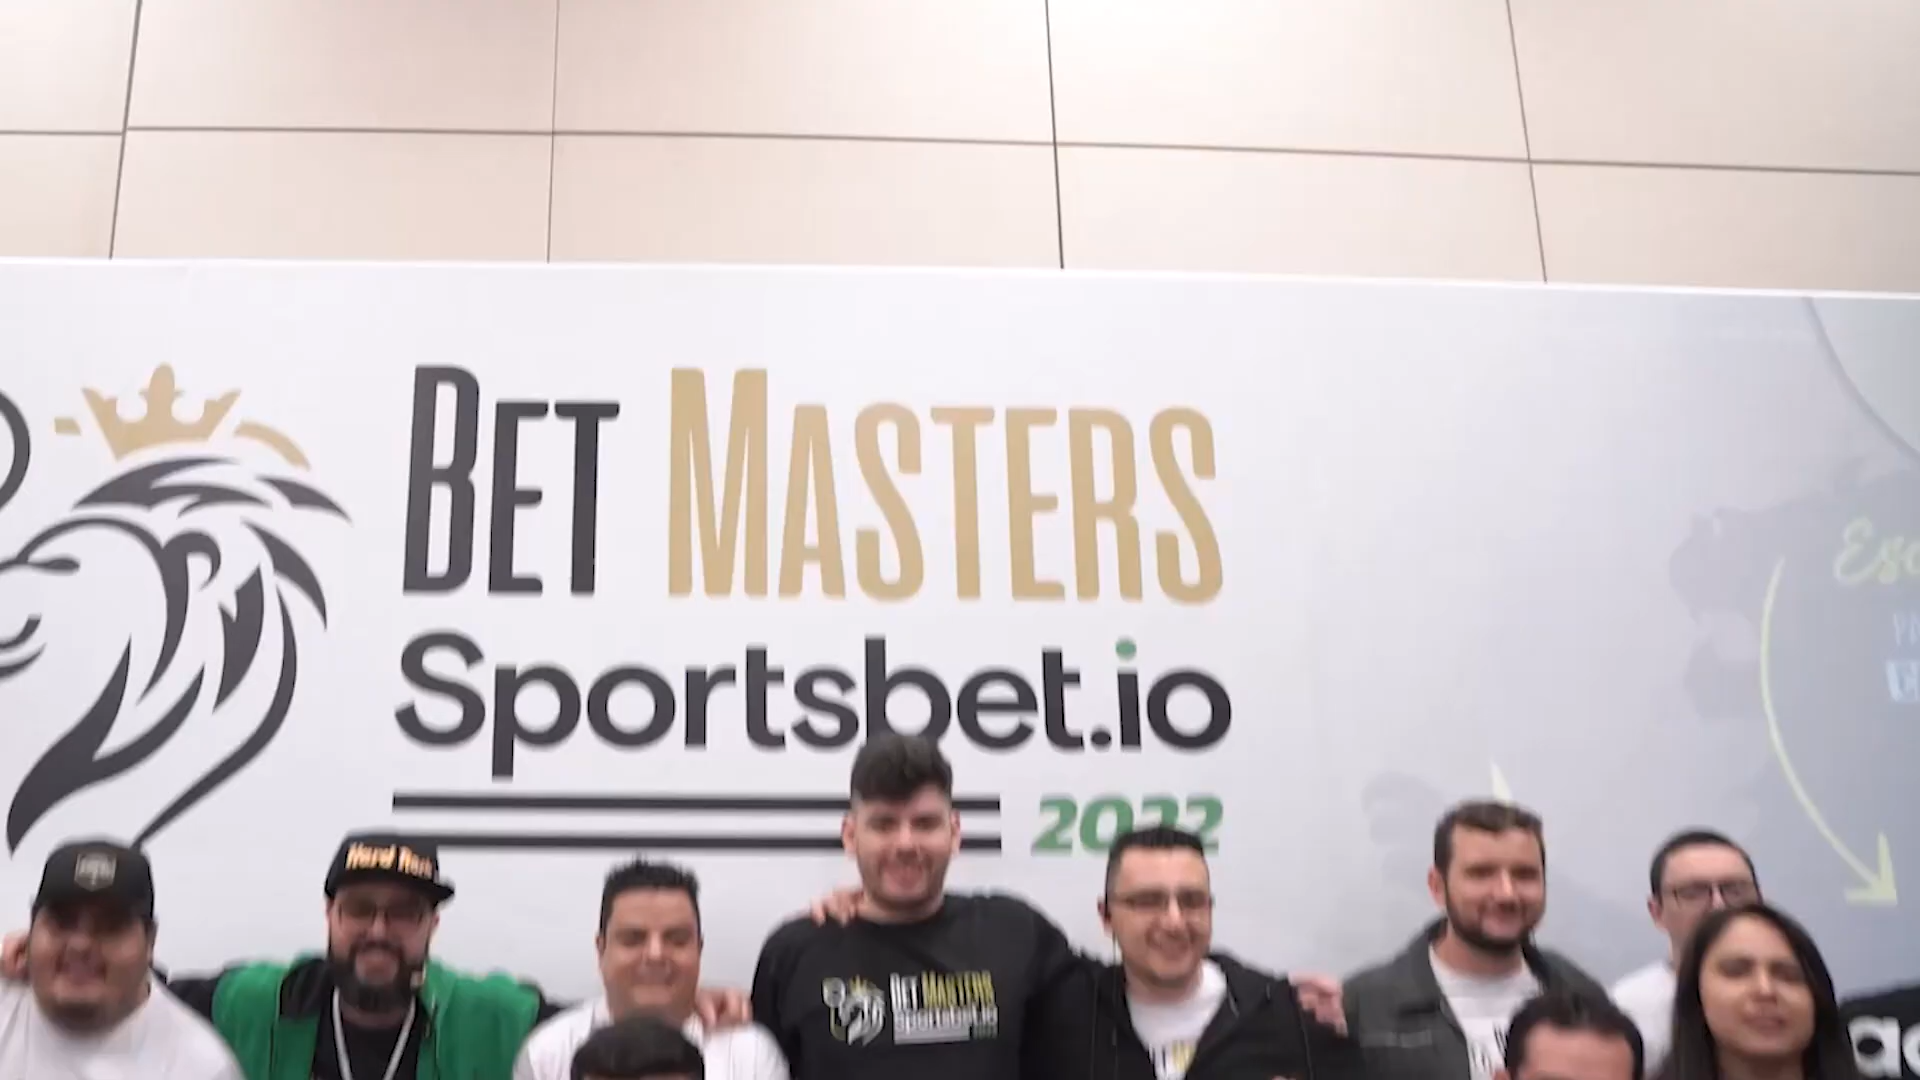 BET MASTERS
Sportsbet.io
2022
Hard Rock
BET MASTERS
Sportsbet.io